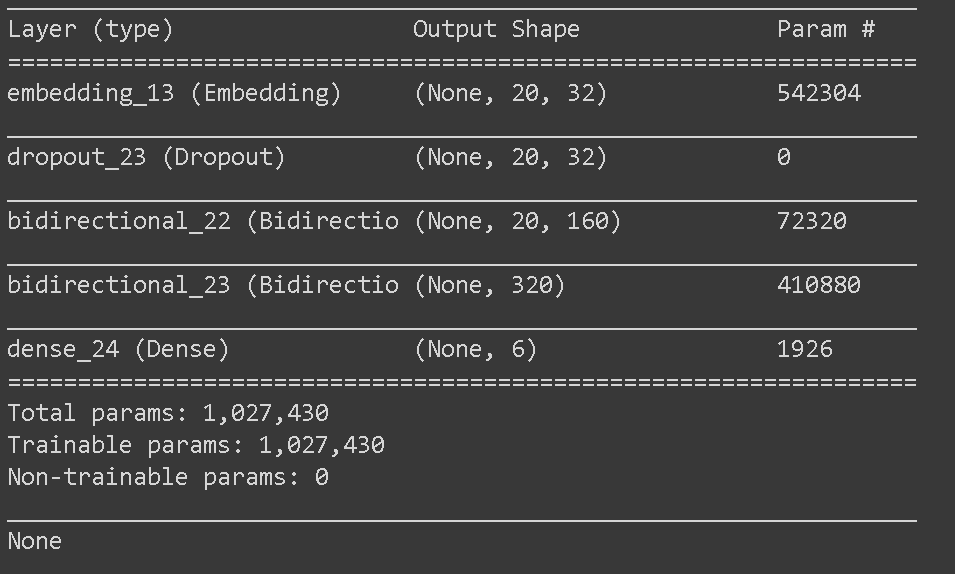 Layer (type)                 Output Shape              Param #
=================================================================
embedding_13 (Embedding)     (None, 20, 32)            542304
_________________________________________________________________
dropout_23 (Dropout)         (None, 20, 32)            0
_________________________________________________________________
bidirectional_22 (Bidirectio (None, 20, 160)           72320
_________________________________________________________________
bidirectional_23 (Bidirectio (None, 320)               410880
_________________________________________________________________
dense_24 (Dense)             (None, 6)                 1926
=================================================================
Total params: 1,027,430
Trainable params: 1,027,430
Non-trainable params: 0
_________________________________________________________________
None